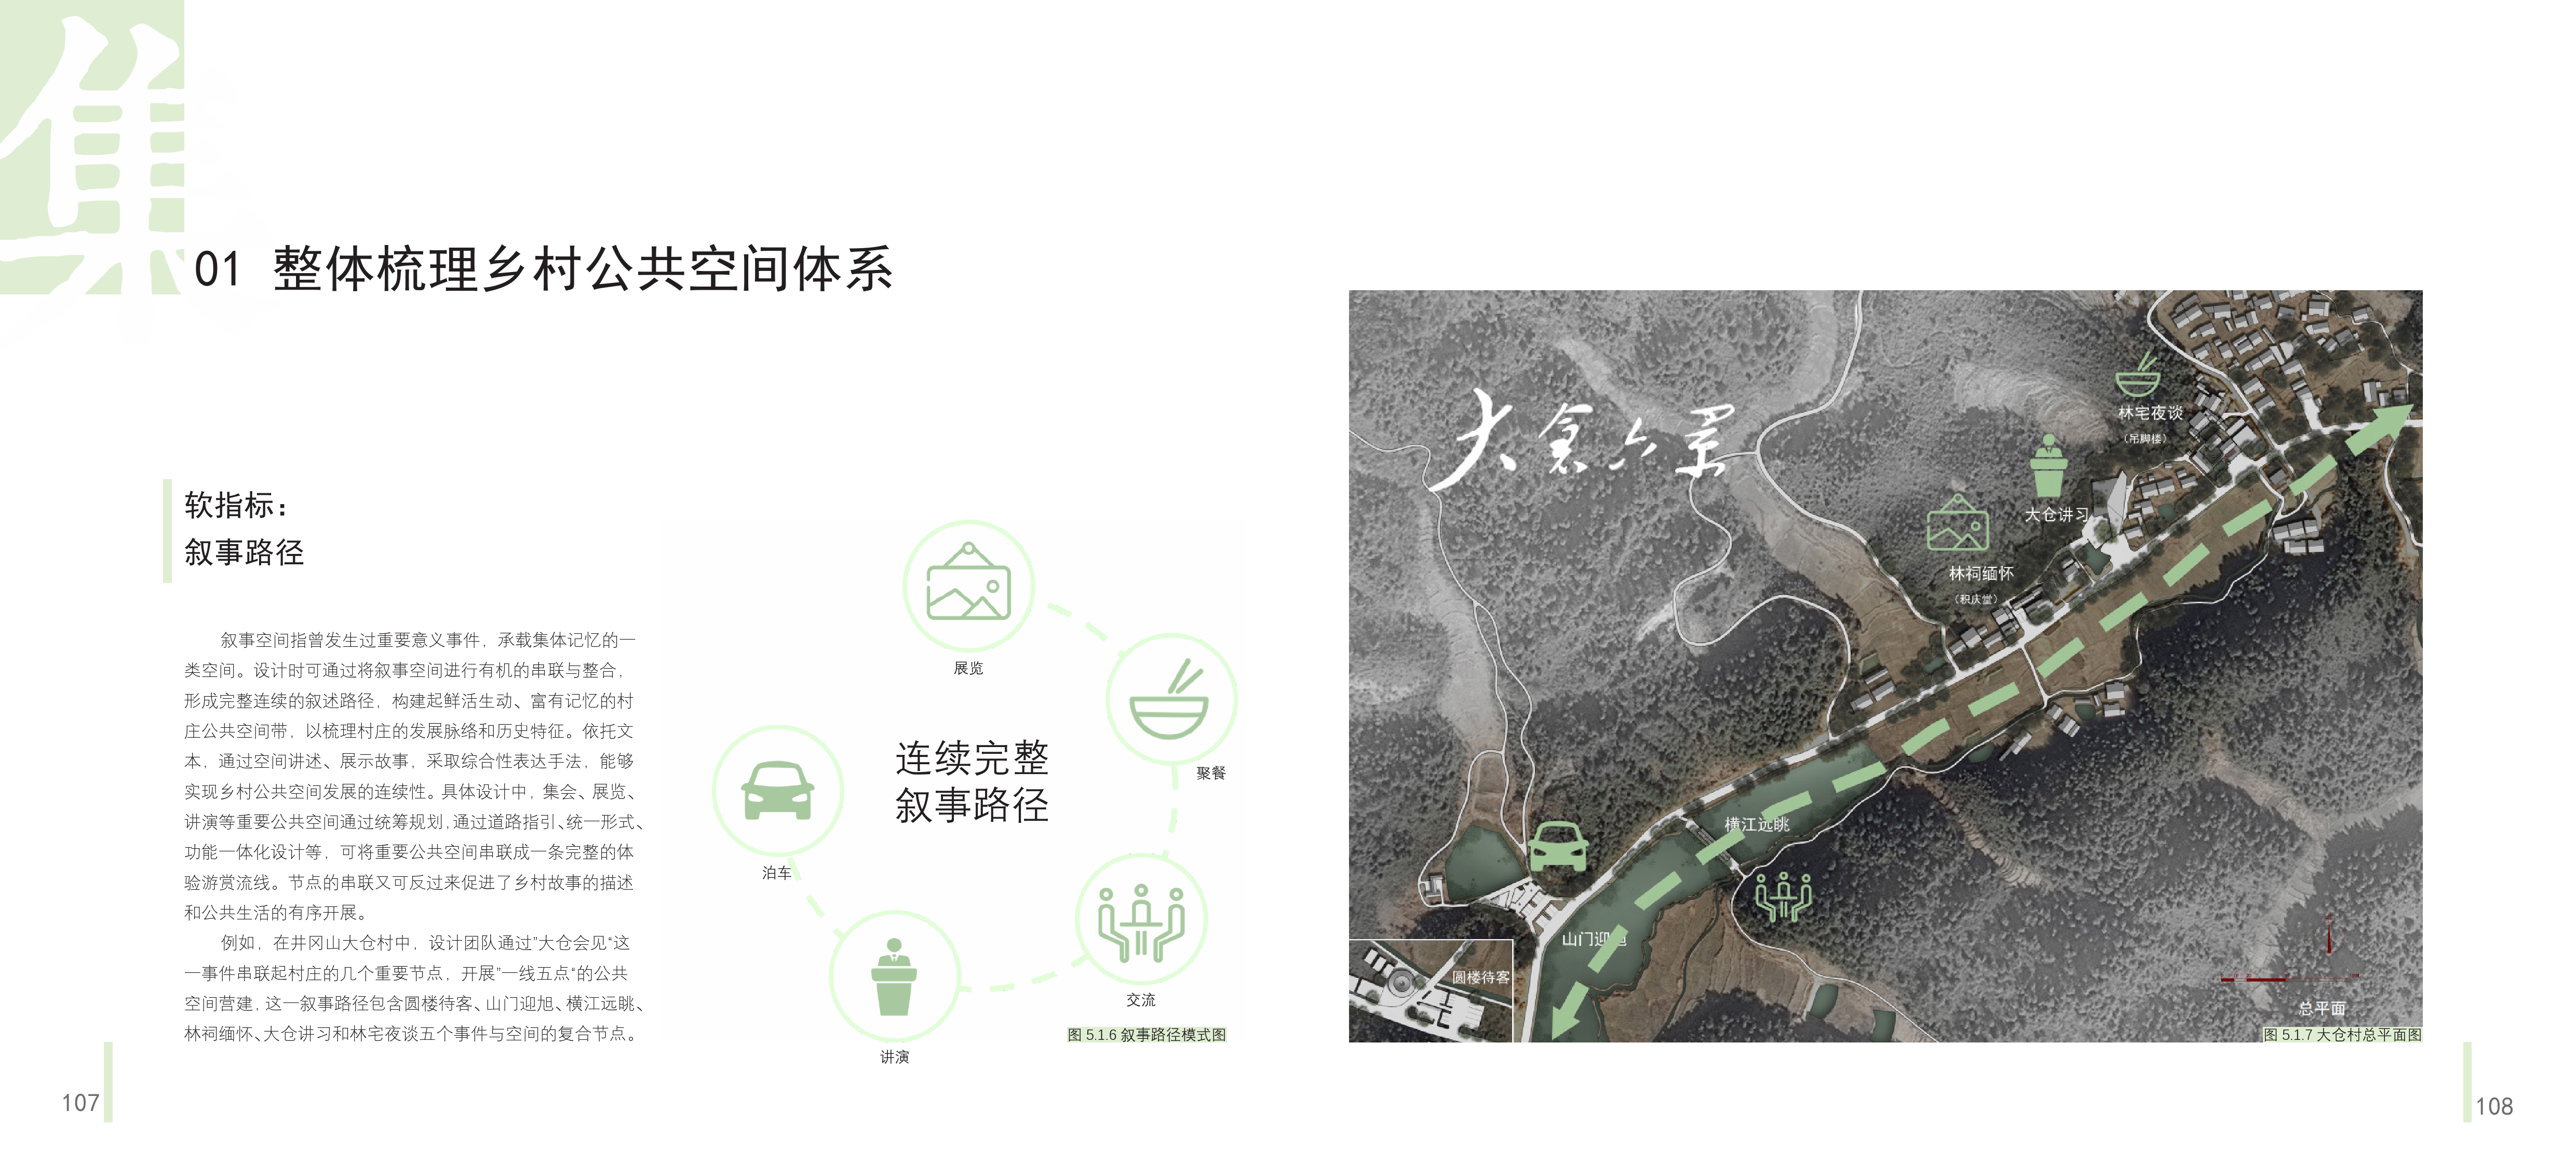 集
01 整体梳理乡村公共空间体系
软指标：
叙事路径
叙事空间指曾发生过重要意义事件，承载集体记忆的一
类空间。设计时可通过将叙事空间进行有机的串联与整合，
形成完整连续的叙述路径，构建起鲜活生动、富有记忆的村
庄公共空间带，以梳理村庄的发展脉络和历史特征。依托文
本，通过空间讲述、展示故事，采取综合性表达手法，能够
实现乡村公共空间发展的连续性。具体设计中，集会、展览、
讲演等重要公共空间通过统筹规划,通过道路指引、统一形式、
功能一体化设计等，可将重要公共空间串联成一条完整的体
验游赏流线。节点的串联又可反过来促进了乡村故事的描述
和公共生活的有序开展。
例如，在井冈山大仓村中，设计团队通过"大仓会见"这
一事件串联起村庄的几个重要节点，开展"一线五点"的公共
空间营建,这一叙事路径包含圆楼待客、山门迎旭、横江远眺、
林祠缅怀、大仓讲习和林宅夜谈五个事件与空间的复合节点。
展览
聚餐
连续完整
叙事路径
泊车
交流
讲演
图 5.1.6 叙事路径模式图
107
大仓六景
林宅夜谈
（吊脚楼）
大仓讲习
林祠缅怀
（积庆堂）
横江远眺
山门迎旭
圆楼待客
总平面
图 5.1.7 大仓村总平面图
108